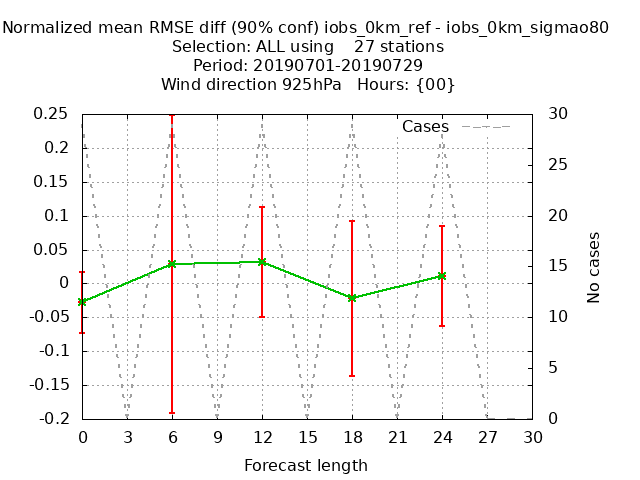 Normalized mean RMSE diff (90% conf) iobs_0km_ref - iobs_0km_sigmao80
Selection: ALL using    27 stations
Period: 20190701-20190729
Wind direction 925hPa   Hours: {00}
Cases
0.25
0.2
0.15
0.1
0.05
0
-0.05
-0.1
-0.15
-0.2
30
25
20
15
10
5
0
No cases
0 3 6 9 12 15 18 21 24 27 30
Forecast length